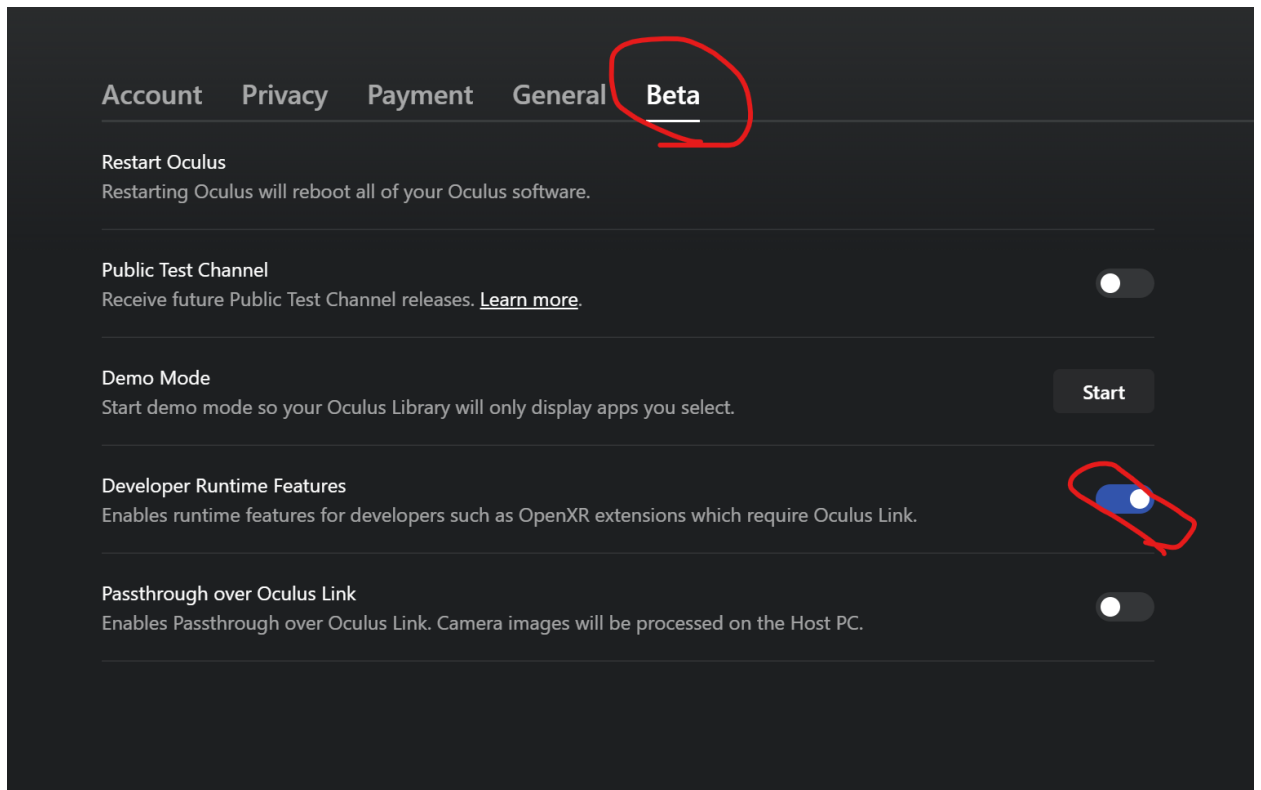 Account Privacy Payment General Beta
Restart Oculus
Restarting Oculus will reboot all of your Oculus software.
Public Test Channel
Receive future Public Test Channel releases. Learn more.
Demo Mode
Start demo mode so your Oculus Library will only display apps you select.
Start
Developer Runtime Features
Enables runtime features for developers such as OpenXR extensions which require Oculus Link.
Passthrough over Oculus Link
Enables Passthrough over Oculus Link. Camera images will be processed on the Host PC.